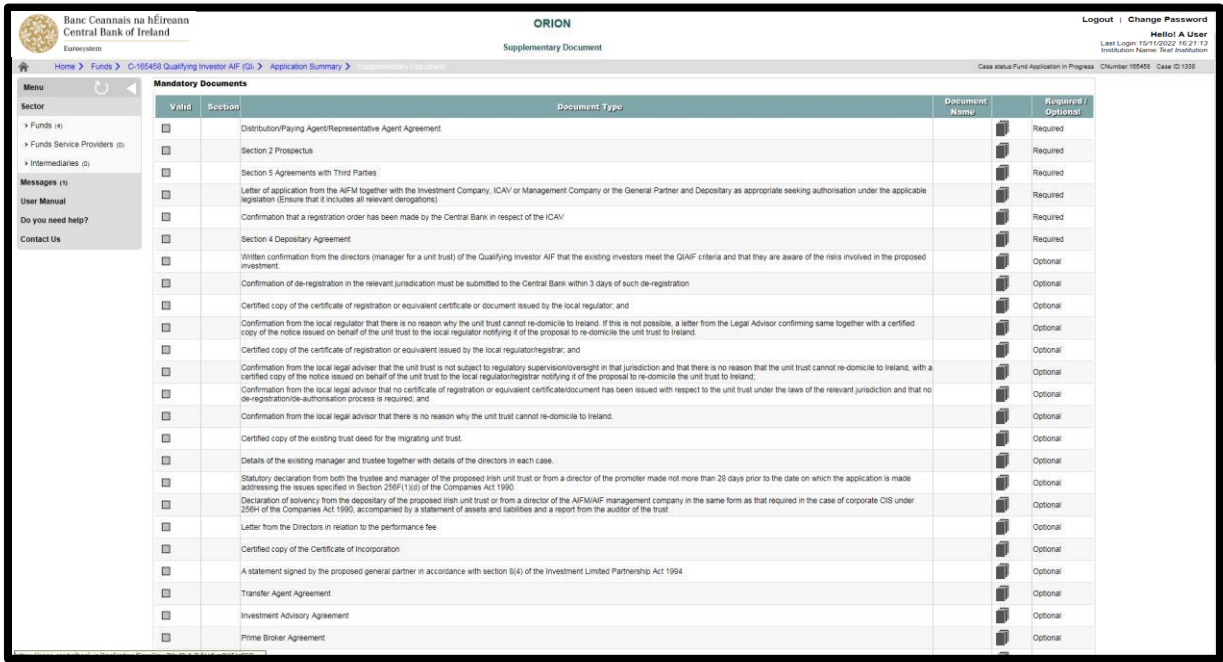 Banc Ceannais na hÉireann
Central Bank of Ireland
Eurosystem
ORION
Supplementary Document
Logout | Change Password
Hello! A User
Last Login:15/11/2022 16:21:13
Institution Name:Test Institution
Home > Funds > C-165458 Qualifying Investor AIF (QI > Application Summary > Supplementary Document
Case status:Fund Application in Progress CNumber:165458 Case ID:1338
Menu
Sector
> Funds (4)
> Funds Service Providers (0)
> Intermediaries (0)
Messages (1)
User Manual
Do you need help?
Contact Us
Mandatory Documents
Valid Section Document Type Document Name Required / Optional
Distribution/Paying Agent/Representative Agent Agreement Required
Section 2 Prospectus Required
Section 5 Agreements with Third Parties Required
Letter of application from the AIFM together with the Investment Company, ICAV or Management Company or the General Partner and Depositary as appropriate seeking authorisation under the applicable
legislation (Ensure that it includes all relevant derogations) Required
Confirmation that a registration order has been made by the Central Bank in respect of the ICAV Required
Section 4 Depositary Agreement Required
Written confirmation from the directors (manager for a unit trust) of the Qualifying Investor AIF that the existing investors meet the QIAIF criteria and that they are aware of the risks involved in the proposed
investment. Optional
Confirmation of de-registration in the relevant jurisdication must be submitted to the Central Bank within 3 days of such de-registration Optional
Certified copy of the certificate of registration or equivalent certificate or document issued by the local regulator; and Optional
Confirmation from the local regulator that there is no reason why the unit trust cannot re-domicile to Ireland. If this is not possible, a letter from the Legal Advisor confirming same together with a certified
copy of the notice issued on behalf of the unit trust to the local regulator notifying it of the proposal to re-domicile the unit trust to Ireland. Optional
Certified copy of the certificate of registration or equivalent issued by the local regulator/registrar; and Optional
Confirmation from the local legal adviser that the unit trust is not subject to regulatory supervision/oversight in that jurisdiction and that there is no reason that the unit trust cannot re-domicile to Ireland, with a
certified copy of the notice issued on behalf of the unit trust to the local regulator/registrar notifying it of the proposal to re-domicile the unit trust to Ireland; Optional
Confirmation from the local legal advisor that no certificate of registration or equivalent certificate/document has been issued with respect to the unit trust under the laws of the relevant jurisdiction and that no
de-registration/de-authorisation process is required; and Optional
Confirmation from the local legal advisor that there is no reason why the unit trust cannot re-domicile to Ireland. Optional
Certified copy of the existing trust deed for the migrating unit trust. Optional
Details of the existing manager and trustee together with details of the directors in each case. Optional
Statutory declaration from both the trustee and manager of the proposed Irish unit trust or from a director of the promoter made not more than 28 days prior to the date on which the application is made
addressing the issues specified in Section 256F(1)(d) of the Companies Act 1990. Optional
Declaration of solvency from the depositary of the proposed Irish unit trust or from a director of the AIFM/AIF management company in the same form as that required in the case of corporate CIS under
256H of the Companies Act 1990, accompanied by a statement of assets and liabilities and a report from the auditor of the trust Optional
Letter from the Directors in relation to the performance fee Optional
Certified copy of the Certificate of Incorporation Optional
A statement signed by the proposed general partner in accordance with section 8(4) of the Investment Limited Partnership Act 1994 Optional
Transfer Agent Agreement Optional
Investment Advisory Agreement Optional
Prime Broker Agreement Optional